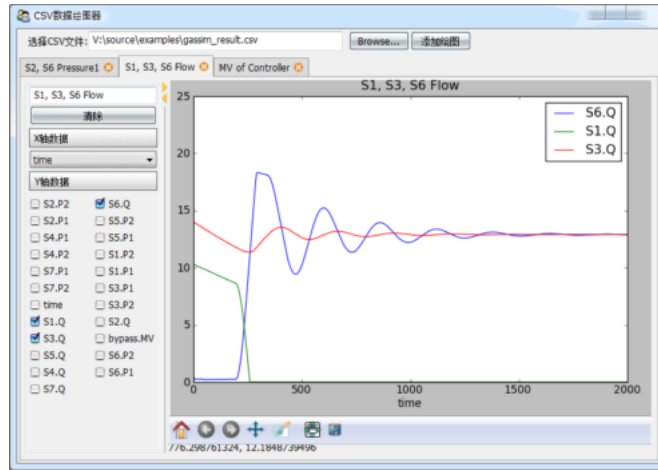 CSV数据绘图器
选择CSV文件: V:\source\examples\gassim_result.csv Browse... 添加绘图
S2, S6 Pressure1 S1, S3, S6 Flow MV of Controller
S1, S3, S6 Flow
清除
X轴数据
time
Y轴数据
S2.P2 S6.Q
S2.P1 S5.P2
S4.P1 S5.P1
S4.P2 S1.P2
S7.P1 S1.P1
S7.P2 S3.P1
time S3.P2
S1.Q S2.Q
S3.Q bypass.MV
S5.Q S6.P2
S4.Q S6.P1
S7.Q
S1, S3, S6 Flow
25
20
15
10
5
0
S6.Q
S1.Q
S3.Q
0 500 1000 1500 2000
time
776.298761324, 12.1848739496